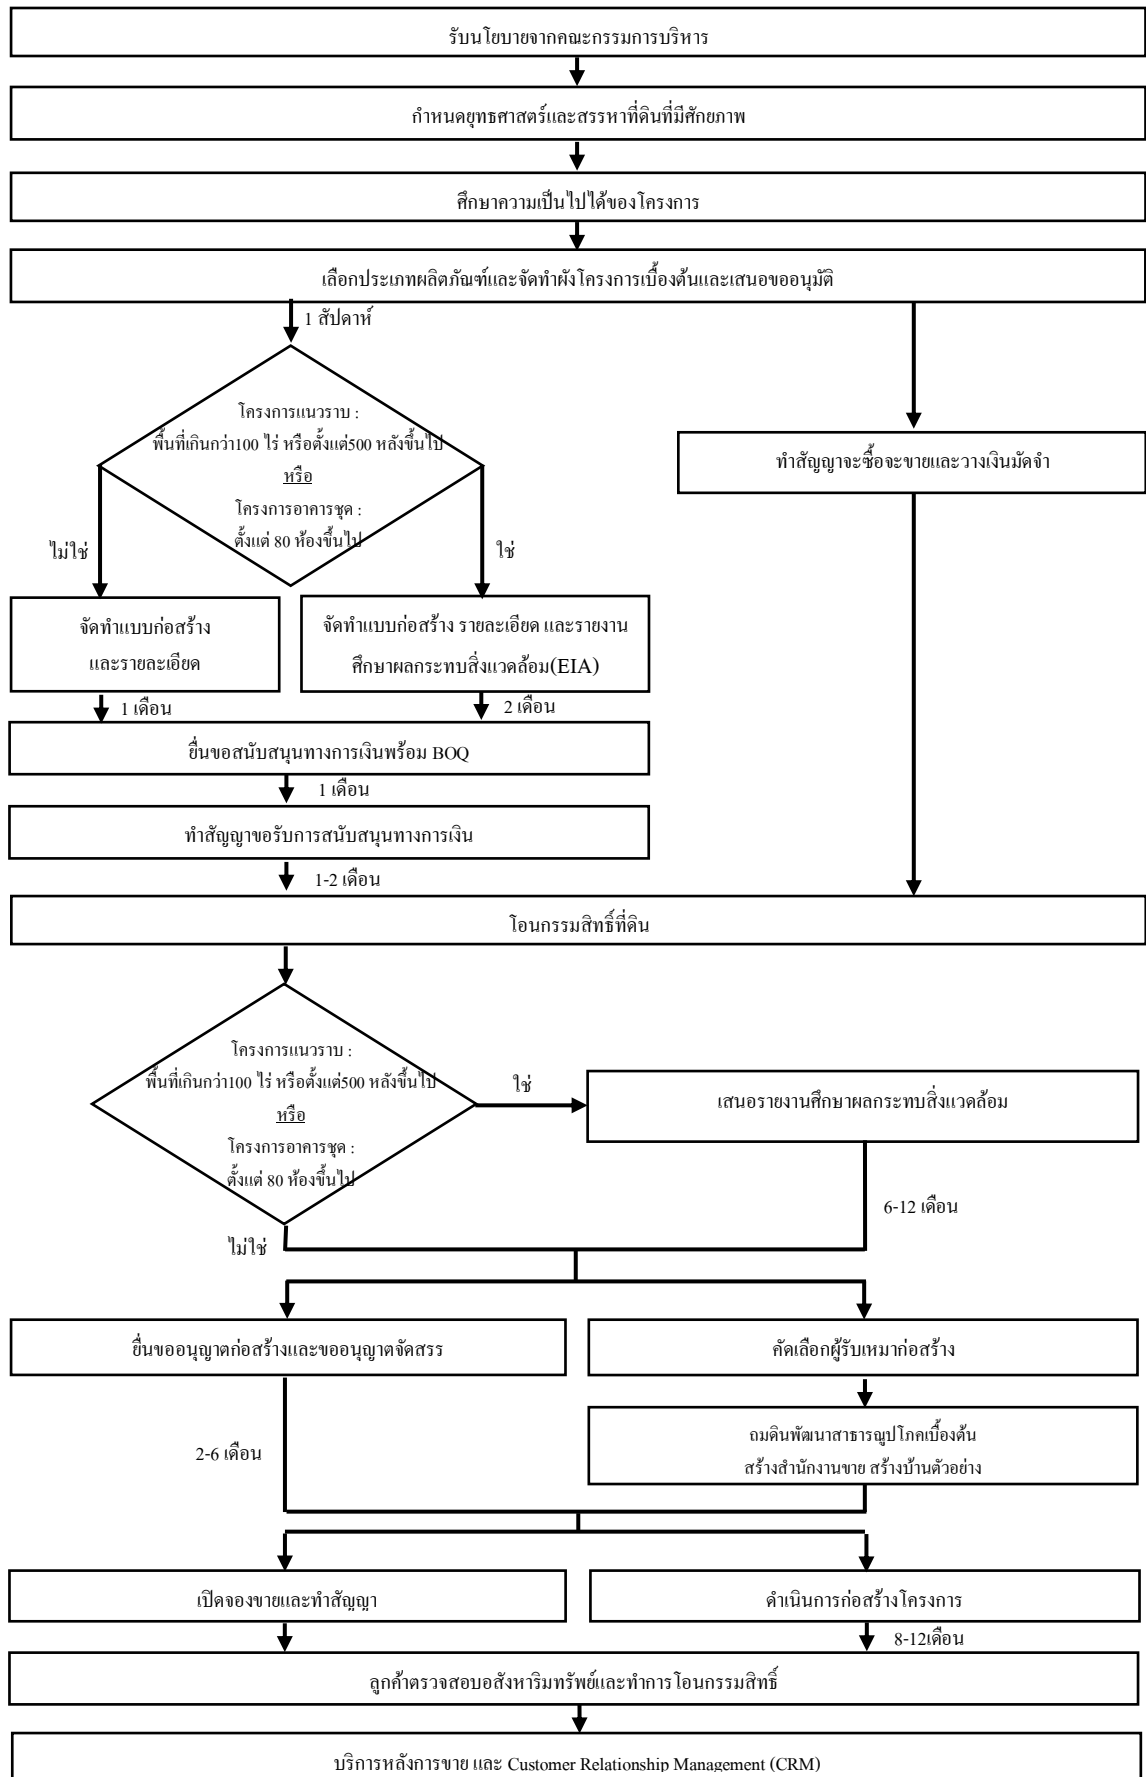 รับนโยบายจากคณะกรรมการบริหาร
กำหนดยุทธศาสตร์และสรรหาที่ดินที่มีศักยภาพ
ศึกษาความเป็นไปได้ของโครงการ
เลือกประเภทผลิตภัณฑ์และจัดทำผังโครงการเบื้องต้นและเสนอขออนุมัติ
1 สัปดาห์
โครงการแนวราบ :
พื้นที่เกินกว่า100 ไร่ หรือตั้งแต่500 หลังขึ้นไป
หรือ
โครงการอาคารชุด :
ตั้งแต่ 80 ห้องขึ้นไป
ทำสัญญาจะซื้อจะขายและวางเงินมัดจำ
ไม่ใช่
ใช่
จัดทำแบบก่อสร้าง
และรายละเอียด
จัดทำแบบก่อสร้าง รายละเอียด และรายงาน
ศึกษาผลกระทบสิ่งแวดล้อม(EIA)
1 เดือน
2 เดือน
ยื่นขอสนับสนุนทางการเงินพร้อม BOQ
1 เดือน
ทำสัญญาขอรับการสนับสนุนทางการเงิน
1-2 เดือน
โอนกรรมสิทธิ์ที่ดิน
โครงการแนวราบ :
พื้นที่เกินกว่า100 ไร่ หรือตั้งแต่500 หลังขึ้นไป
หรือ
โครงการอาคารชุด :
ตั้งแต่ 80 ห้องขึ้นไป
ใช่
เสนอรายงานศึกษาผลกระทบสิ่งแวดล้อม
6-12 เดือน
ไม่ใช่
ยื่นขออนุญาตก่อสร้างและขออนุญาตจัดสรร
คัดเลือกผู้รับเหมาก่อสร้าง
2-6 เดือน
ถมดินพัฒนาสาธารณูปโภคเบื้องต้น
สร้างสำนักงานขาย สร้างบ้านตัวอย่าง
เปิดจองขายและทำสัญญา
ดำเนินการก่อสร้างโครงการ
8-12เดือน
ลูกค้าตรวจสอบอสังหาริมทรัพย์และทำการโอนกรรมสิทธิ์
บริการหลังการขาย และ Customer Relationship Management (CRM)